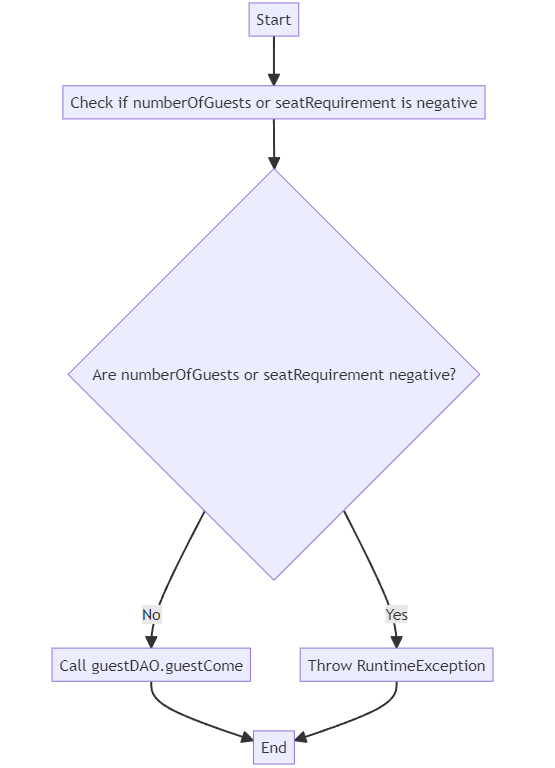 Start
Check if numberOfGuests or seatRequirement is negative
Are numberOfGuests or seatRequirement negative?
No
Yes
Call guestDAO.guestCome
Throw RuntimeException
End